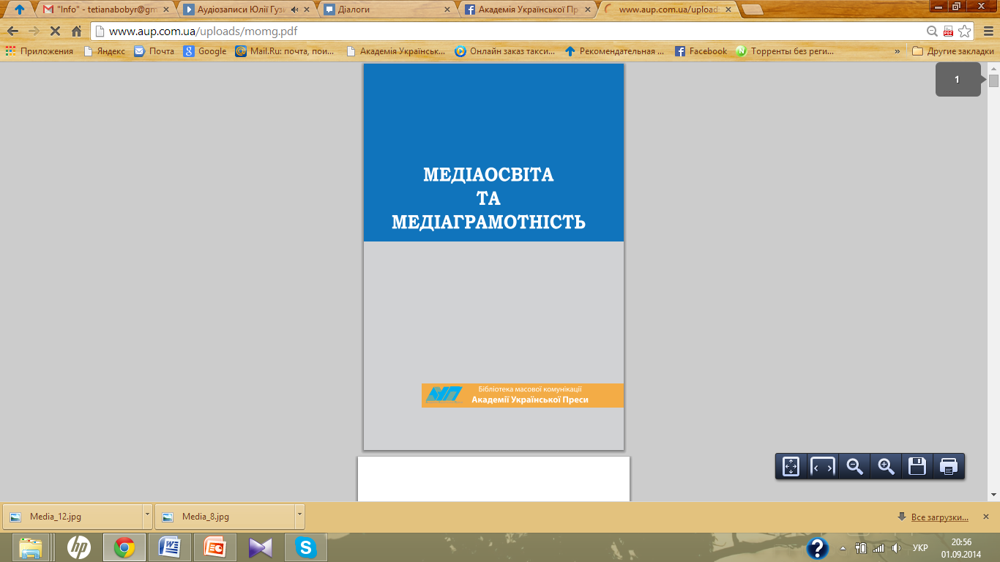 "Info" - tetianabobyr@gm
Аудіозаписи Юлії Гузи
Діалоги
Академія Української Пр
www.aup.com.ua/upload
www.aup.com.ua/uploads/momg.pdf
Приложения
Яндекс
Почта
Google
Mail.Ru: почта, пои...
Академія Українськ...
Онлайн заказ такси...
Рекомендательная ...
Facebook
Торренты без реги...
»
Другие закладки
1
МЕДІАОСВІТА
ТА
МЕДІАГРАМОТНІСТЬ
АУП
Бібліотека масової комунікації
Академії Української Преси
Media_12.jpg
Media_8.jpg
Все загрузки...
УКР
20:56
01.09.2014